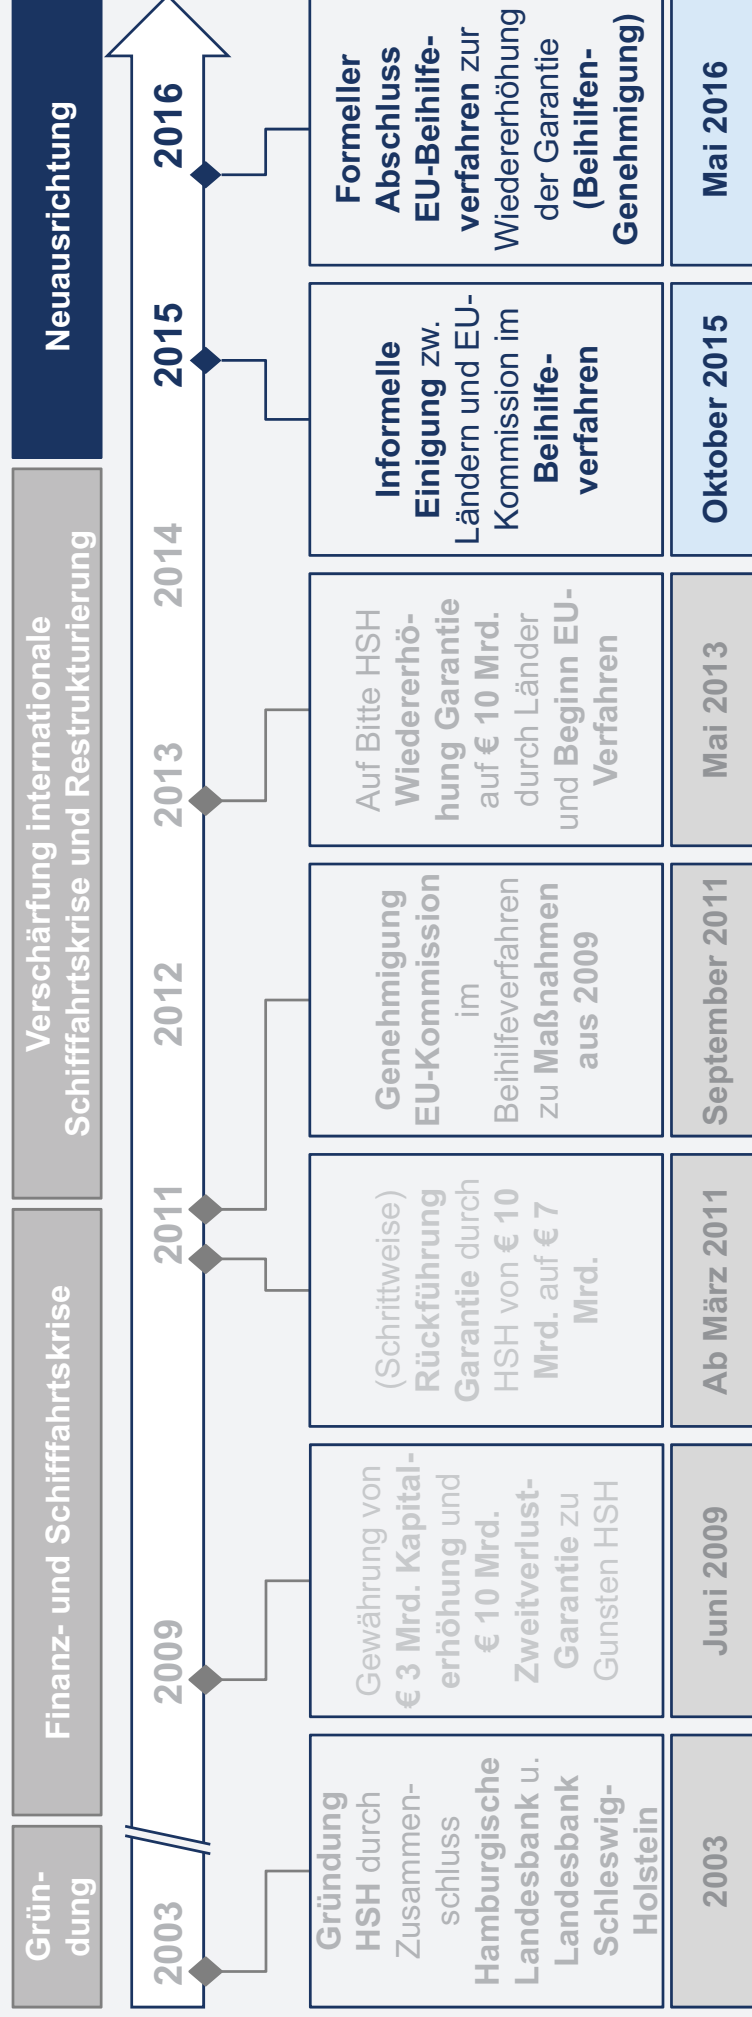 Grün-
dung
Finanz- und Schifffahrtskrise
Verschärfung internationale
Schifffahrtskrise und Restrukturierung
Neuausrichtung
2003
2009
2011
2012
2013
2014
2015
2016
Gründung
HSH durch
Zusammen-
schluss
Hamburgische
Landesbank u.
Landesbank
Schleswig-
Holstein
2003
Gewährung von
€ 3 Mrd. Kapital-
erhöhung und
€ 10 Mrd.
Zweitverlust-
Garantie zu
Gunsten HSH
Juni 2009
(Schrittweise)
Rückführung
Garantie durch
HSH von € 10
Mrd. auf € 7
Mrd.
Ab März 2011
Genehmigung
EU-Kommission
im
Beihilfeverfahren
zu Maßnahmen
aus 2009
September 2011
Auf Bitte HSH
Wiedererhö-
hung Garantie
auf € 10 Mrd.
durch Länder
und Beginn EU-
Verfahren
Mai 2013
Informelle
Einigung zw.
Ländern und EU-
Kommission im
Beihilfe-
verfahren
Oktober 2015
Formeller
Abschluss
EU-Beihilfe-
verfahren zur
Wiedererhöhung
der Garantie
(Beihilfen-
Genehmigung)
Mai 2016